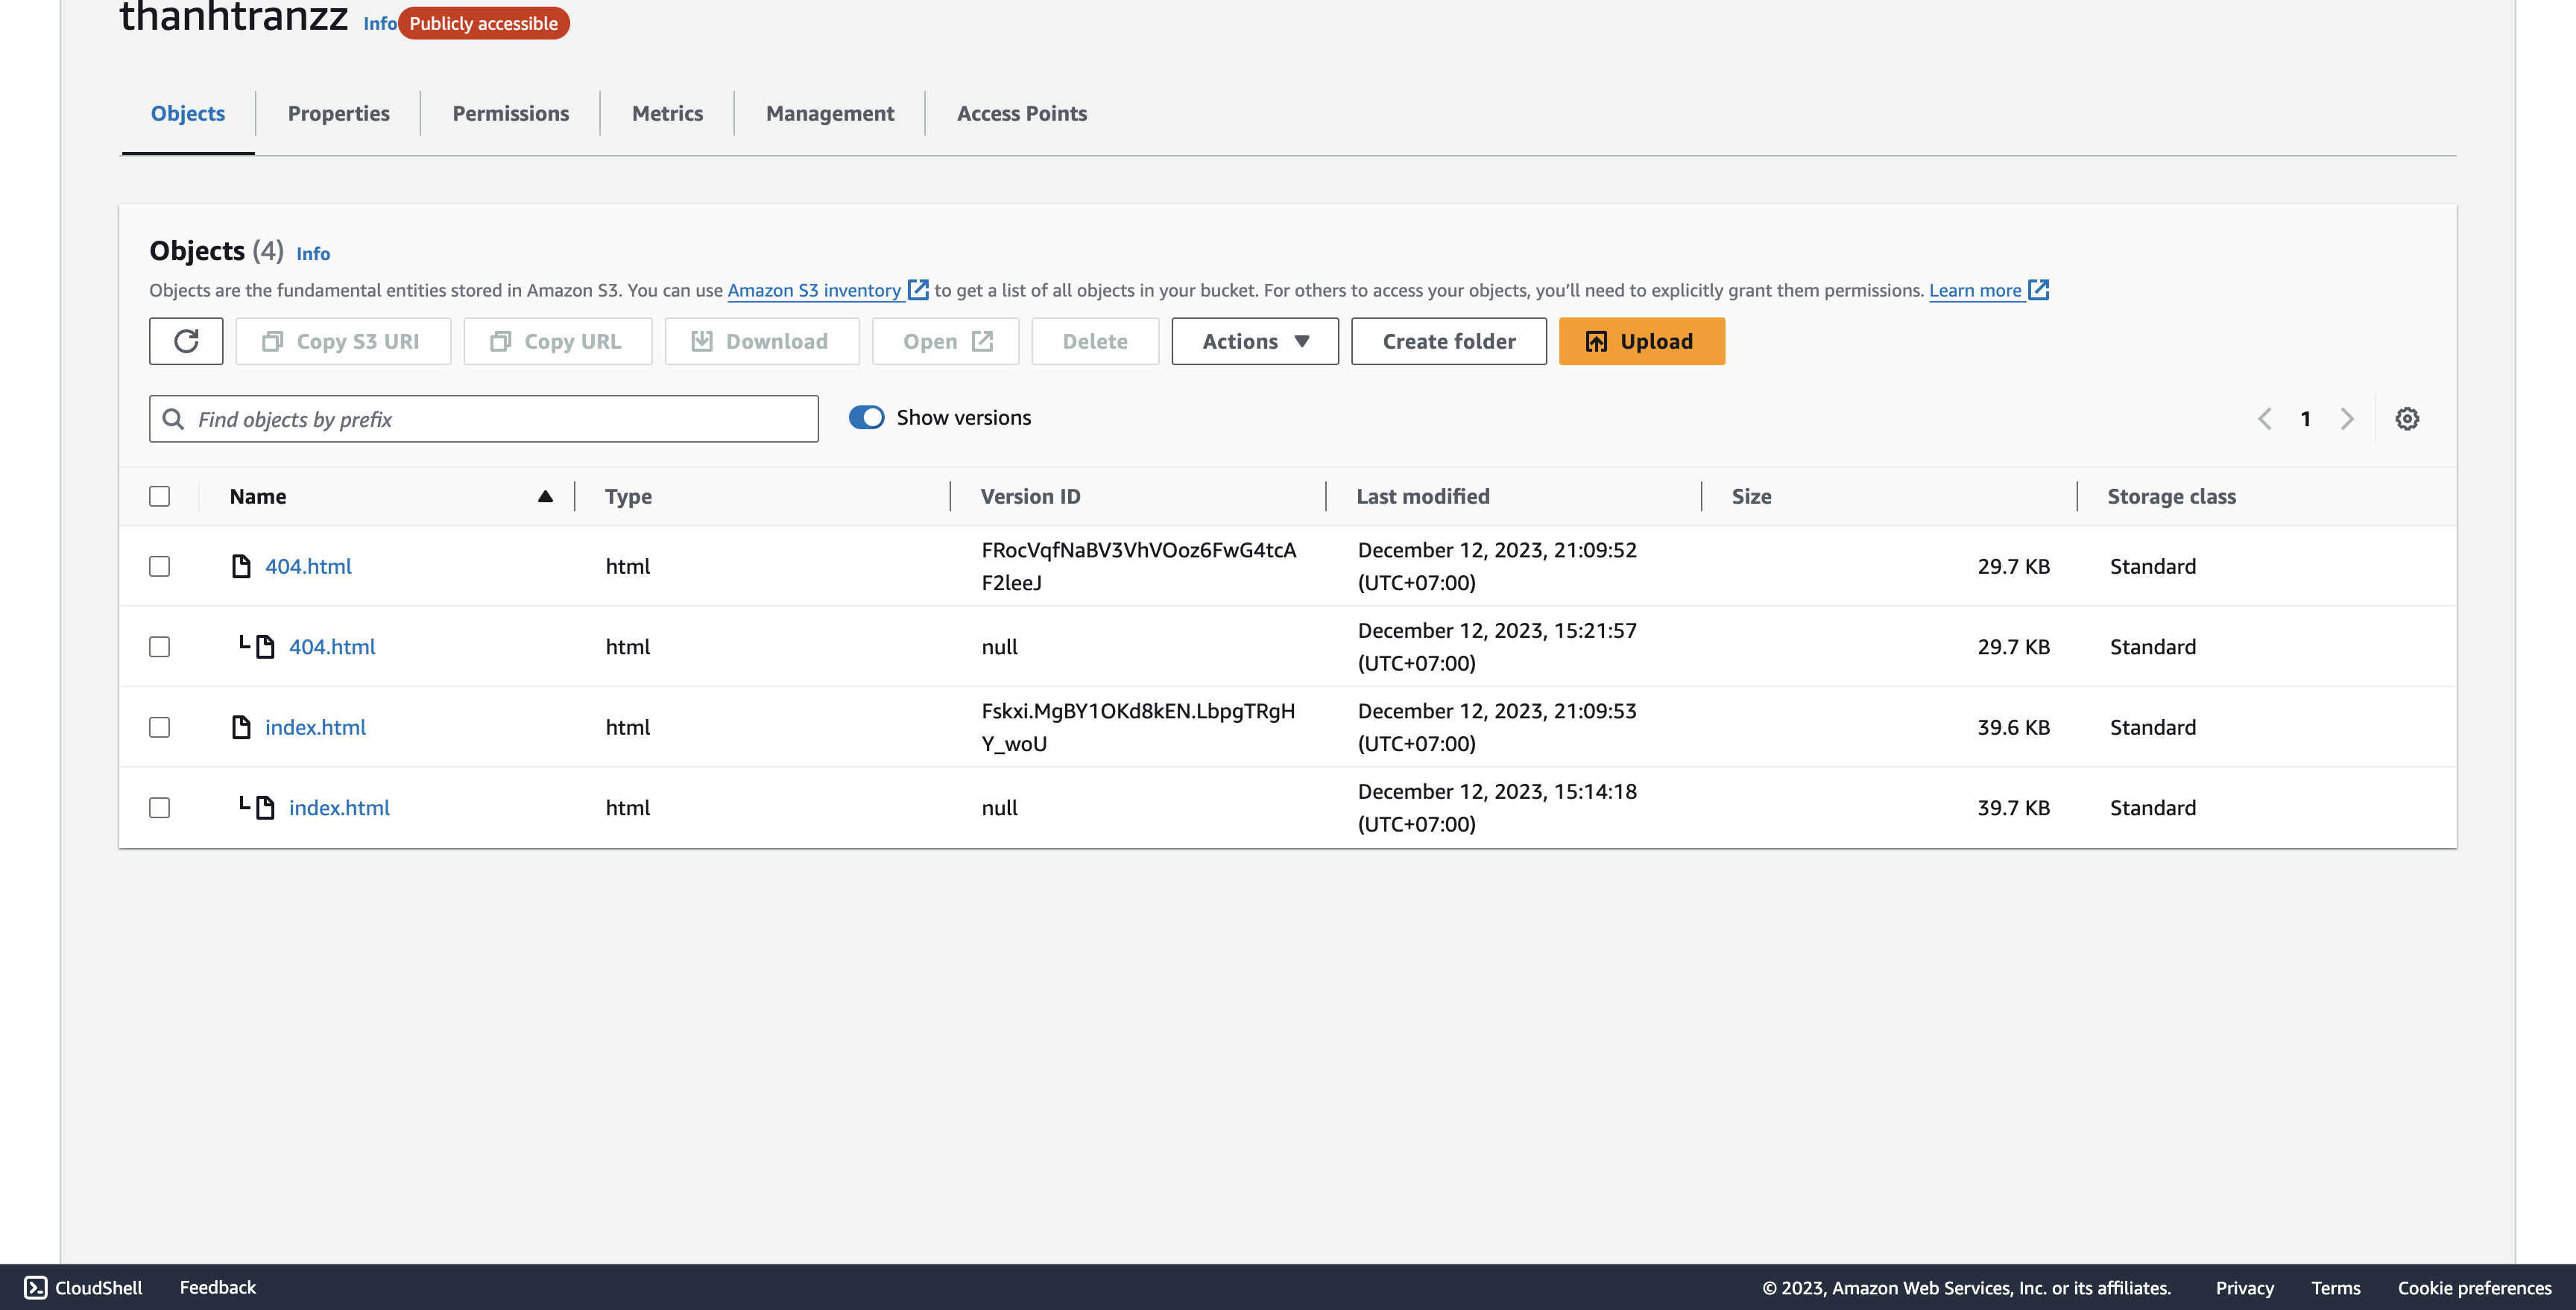 thanhtranzz Info Publicly accessible
Objects Properties Permissions Metrics Management Access Points
Objects (4) Info
Objects are the fundamental entities stored in Amazon S3. You can use Amazon S3 inventory to get a list of all objects in your bucket. For others to access your objects, you'll need to explicitly grant them permissions. Learn more
Copy S3 URI Copy URL Download Open Delete Actions Create folder Upload
Find objects by prefix Show versions 1
Name Type Version ID Last modified Size Storage class
404.html html FRocVqfNaBV3VhVOoz6FwG4tcA December 12, 2023, 21:09:52 29.7 KB Standard
F2leeJ (UTC+07:00)
404.html html null December 12, 2023, 15:21:57 29.7 KB Standard
(UTC+07:00)
index.html html Fskxi.MgBY1OKd8kEN.LbpgTRgH December 12, 2023, 21:09:53 39.6 KB Standard
Y_woU (UTC+07:00)
index.html html null December 12, 2023, 15:14:18 39.7 KB Standard
(UTC+07:00)
CloudShell Feedback © 2023, Amazon Web Services, Inc. or its affiliates. Privacy Terms Cookie preferences